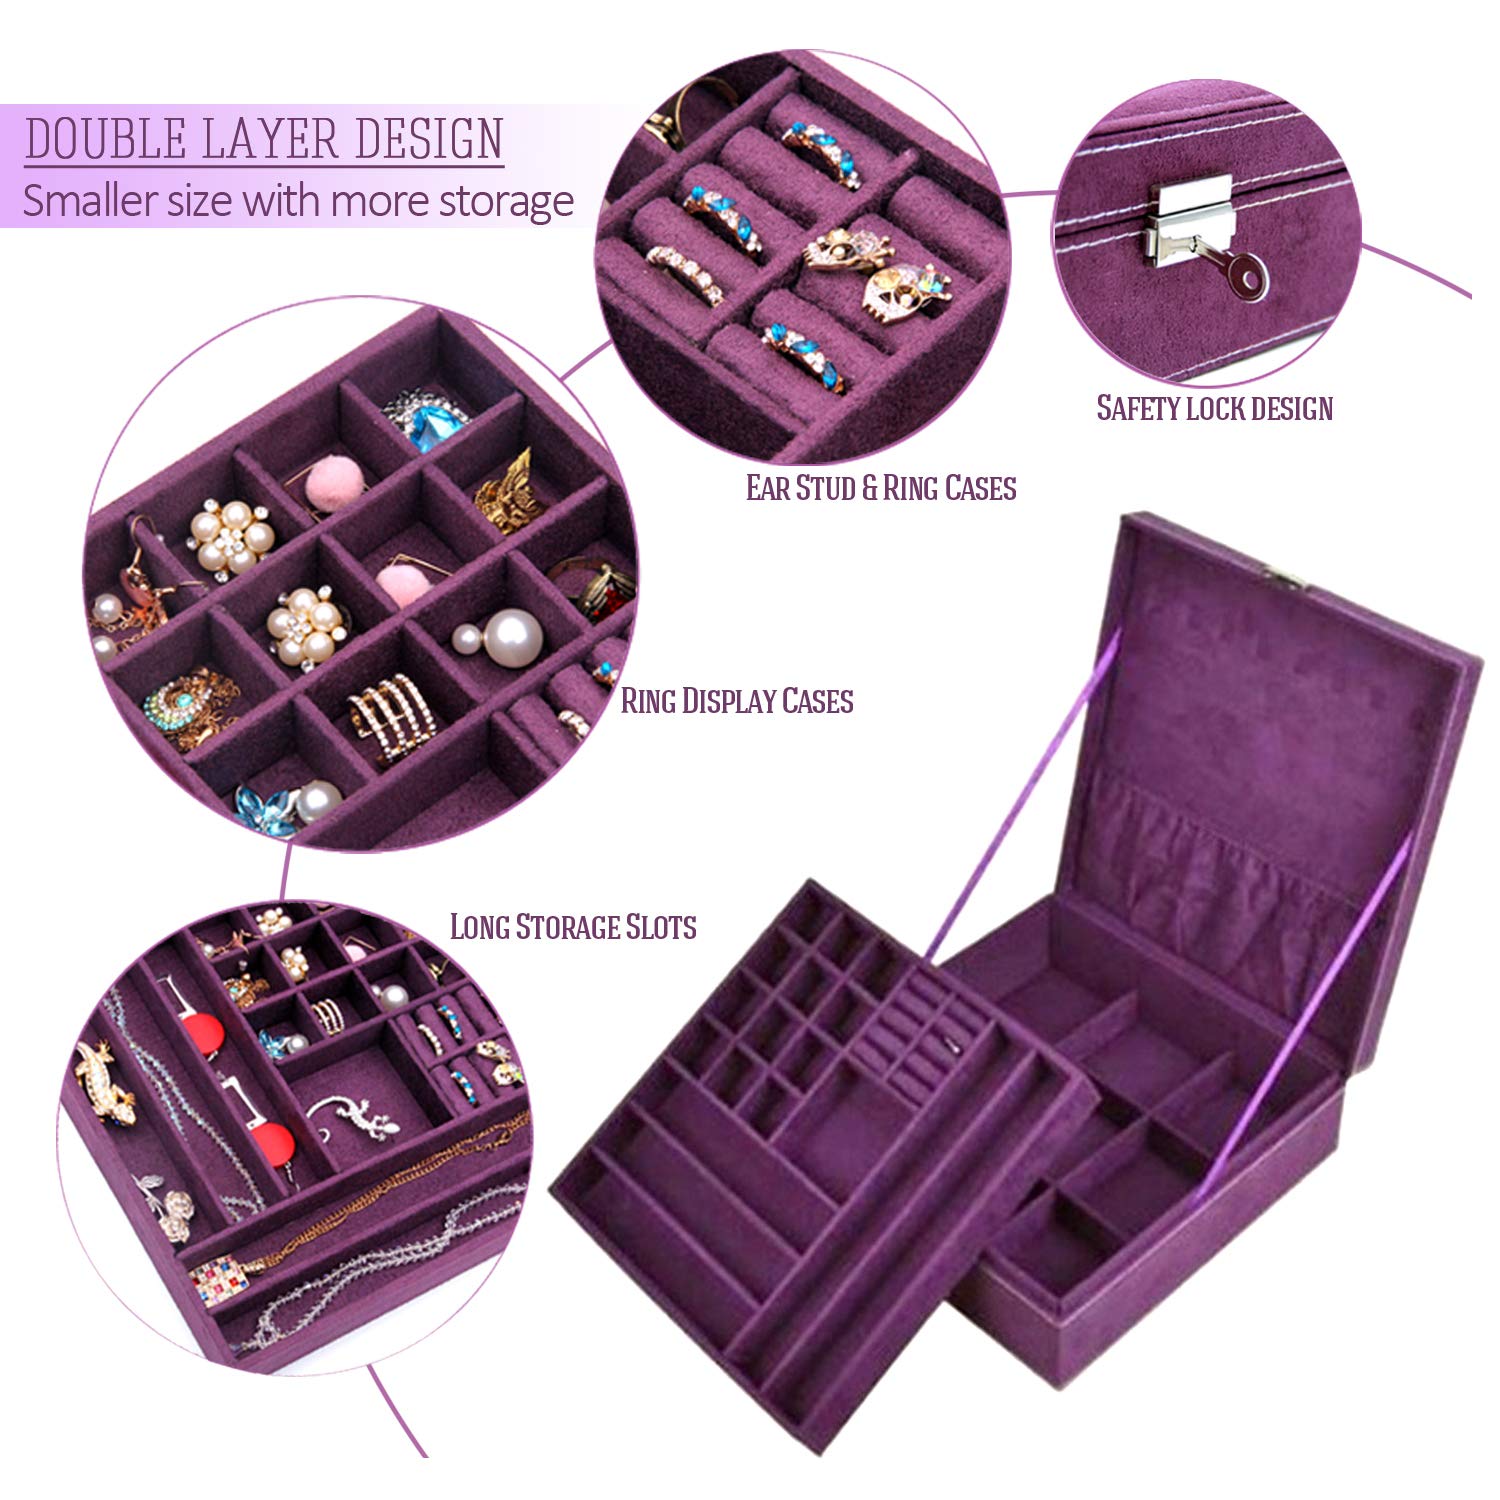 DOUBLE LAYER DESIGN
Smaller size with more storage
SAFETY LOCK DESIGN
EAR STUD & RING CASES
RING DISPLAY CASES
LONG STORAGE SLOTS